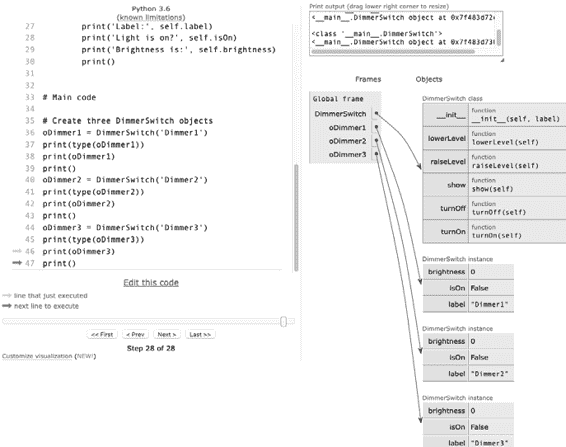 Python 3.6
(known limitations)
27 print('Label:', self.label)
28 print('Light is on?', self.isOn)
29 print('Brightness is:', self.brightness)
30 print()
31
32
33 # Main code
34
35 # Create three DimmerSwitch objects
36 oDimmer1 = DimmerSwitch('Dimmer1')
37 print(type(oDimmer1))
38 print(oDimmer1)
39 print()
40 oDimmer2 = DimmerSwitch('Dimmer2')
41 print(type(oDimmer2))
42 print(oDimmer2)
43 print()
44 oDimmer3 = DimmerSwitch('Dimmer3')
45 print(type(oDimmer3))
46 print(oDimmer3)
47 print()
Edit this code
line that just executed
next line to execute
<< First
< Prev
Next >
Last >>
Step 28 of 28
Customize visualization (NEW!)
Print output (drag lower right corner to resize)
<__main__.DimmerSwitch object at 0x7f483d72
<class '__main__.DimmerSwitch'>
<__main__.DimmerSwitch object at 0x7f483d73
Frames
Objects
Global frame
DimmerSwitch
oDimmer1
oDimmer2
oDimmer3
DimmerSwitch class
__init__ function
__init__(self, label)
lowerLevel function
lowerLevel(self)
raiseLevel function
raiseLevel(self)
show function
show(self)
turnOff function
turnOff(self)
turnOn function
turnOn(self)
DimmerSwitch instance
brightness 0
isOn False
label "Dimmer1"
DimmerSwitch instance
brightness 0
isOn False
label "Dimmer2"
DimmerSwitch instance
brightness 0
isOn False
label "Dimmer3"